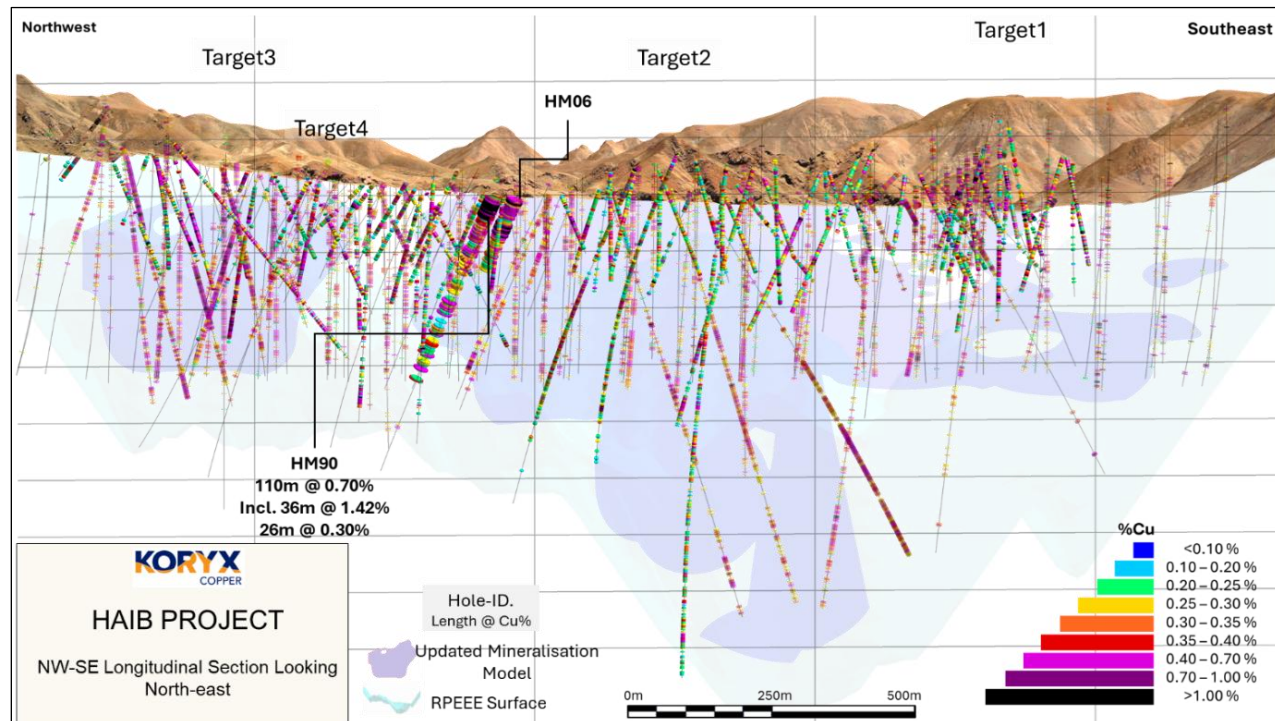 Northwest
Target3
Target4
HM06
Target2
Target1
Southeast
HM90
110m @ 0.70%
Incl. 36m @ 1.42%
26m @ 0.30%
KORYX
COPPER
HAIB PROJECT
NW-SE Longitudinal Section Looking
North-east
Hole-ID.
Length @ Cu%
Updated Mineralisation
Model
RPEEE Surface
0m
250m
500m
%Cu
<0.10 %
0.10 – 0.20 %
0.20 – 0.25 %
0.25 – 0.30 %
0.30 – 0.35 %
0.35 – 0.40 %
0.40 – 0.70 %
0.70 – 1.00 %
>1.00 %